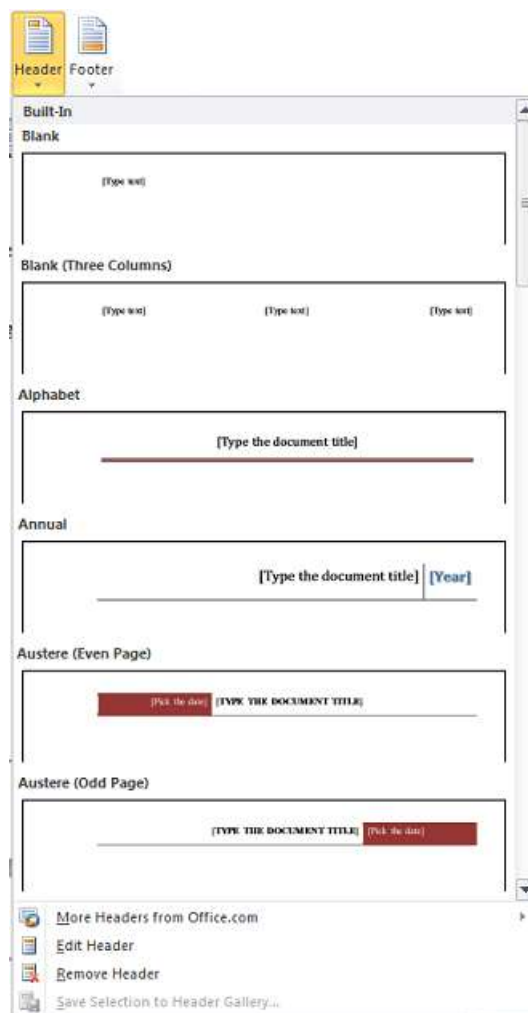 Header Footer
Built-In
Blank
[Type text]
Blank (Three Columns)
[Type text] [Type text] [Type text]
Alphabet
[Type the document title]
Annual
[Type the document title] [Year]
Austere (Even Page)
[Pick the date] [TYPE THE DOCUMENT TITLE]
Austere (Odd Page)
[TYPE THE DOCUMENT TITLE] [Pick the date]
More Headers from Office.com
Edit Header
Remove Header
Save Selection to Header Gallery...